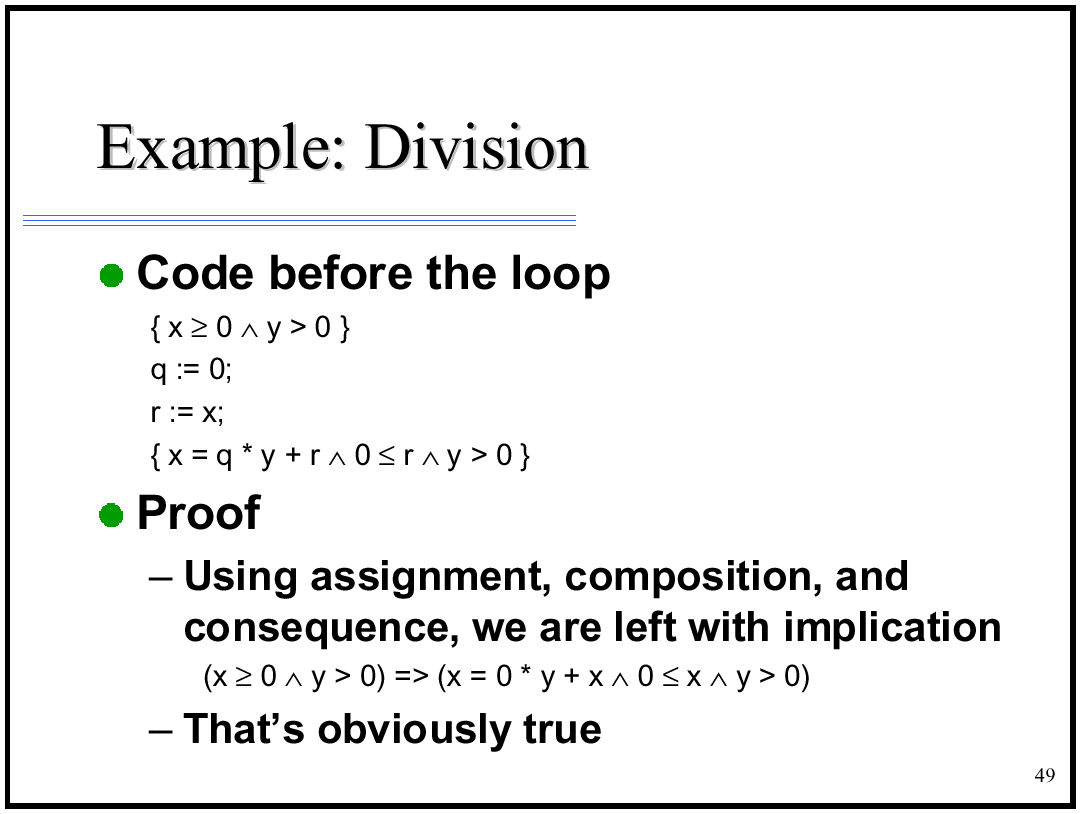 Example: Division
Code before the loop
{ x ≥ 0 ∧ y > 0 }
q := 0;
r := x;
{ x = q * y + r ∧ 0 ≤ r ∧ y > 0 }
Proof
– Using assignment, composition, and
consequence, we are left with implication
(x ≥ 0 ∧ y > 0) => (x = 0 * y + x ∧ 0 ≤ x ∧ y > 0)
– That’s obviously true
49